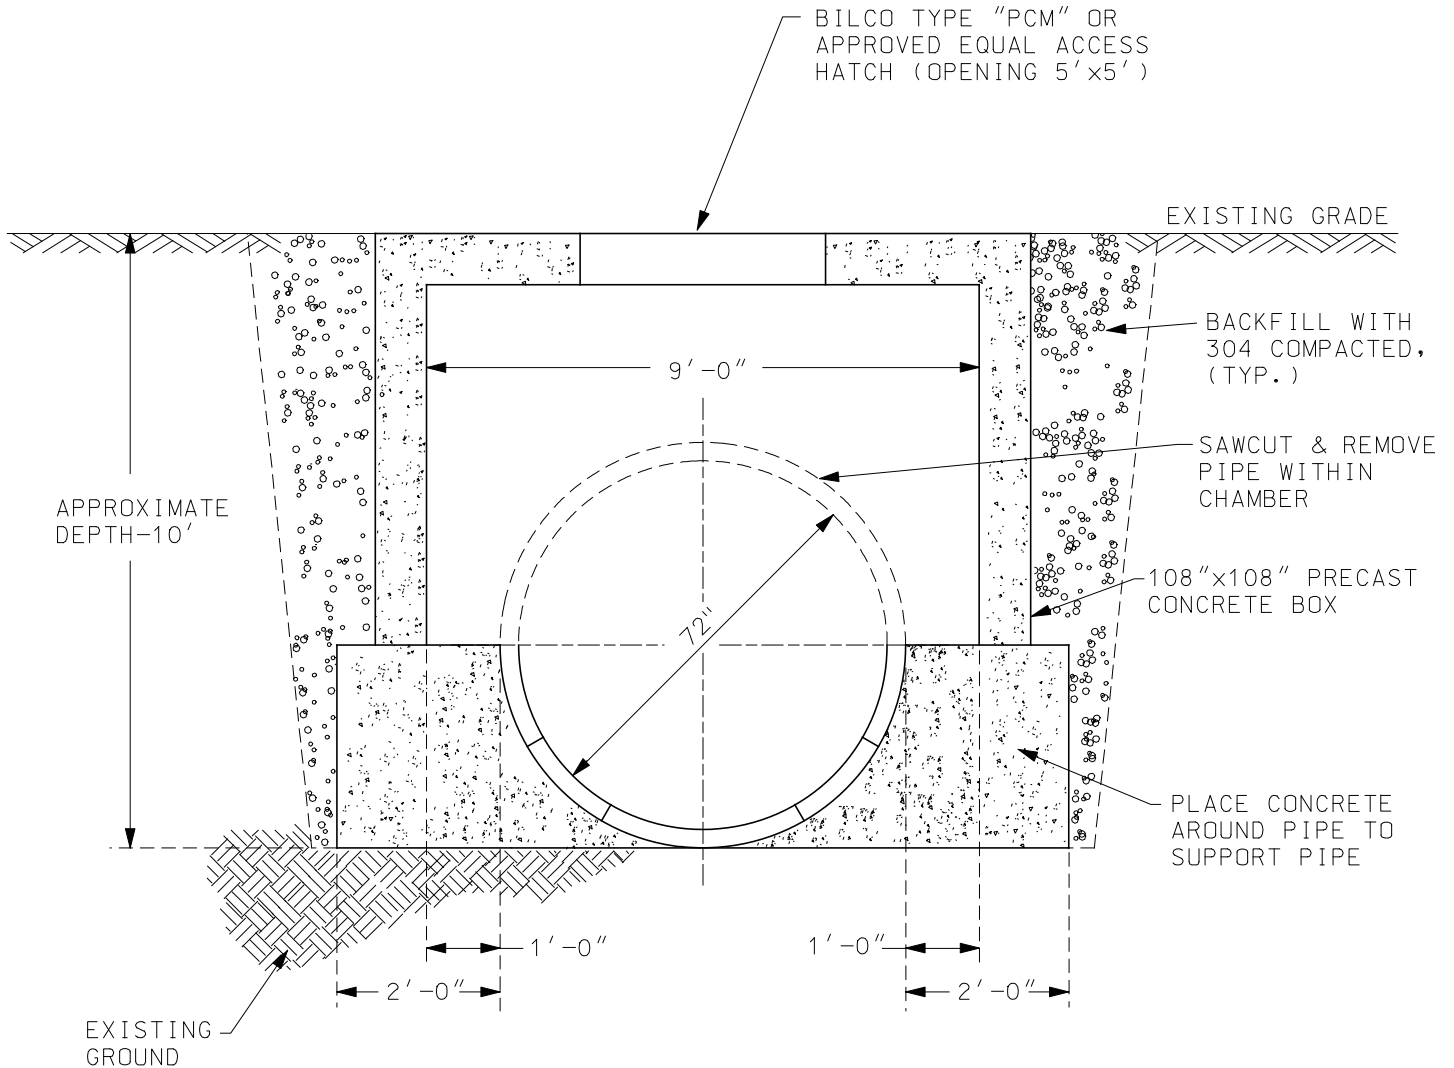 BILCO TYPE "PCM" OR
APPROVED EQUAL ACCESS
HATCH (OPENING 5'x5')
EXISTING GRADE
BACKFILL WITH
304 COMPACTED,
(TYP.)
9'-0"
SAWCUT & REMOVE
PIPE WITHIN
CHAMBER
APPROXIMATE
DEPTH-10'
108"x108" PRECAST
CONCRETE BOX
72"
PLACE CONCRETE
AROUND PIPE TO
SUPPORT PIPE
1'-0"
1'-0"
2'-0"
2'-0"
EXISTING
GROUND